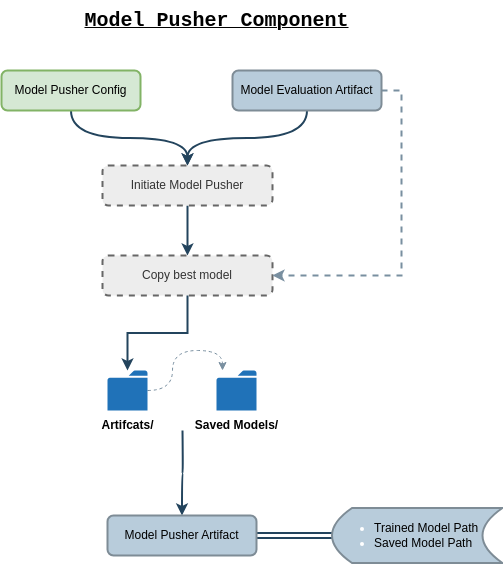 Model Pusher Component
Model Pusher Config
Model Evaluation Artifact
Initiate Model Pusher
Copy best model
Artifcats/
Saved Models/
Model Pusher Artifact
Trained Model Path
Saved Model Path